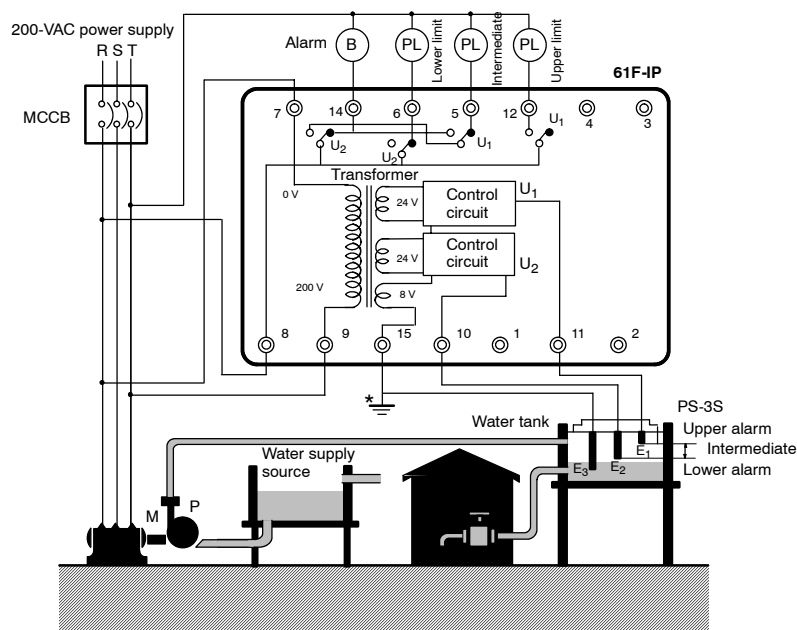 200-VAC power supply
R S T
MCCB
Alarm
B
PL
Lower limit
PL
Intermediate
PL
Upper limit
61F-IP
7
14
6
5
12
4
3
U2
U2
U1
U1
Transformer
0 V
200 V
24 V
24 V
8 V
Control
circuit
U1
Control
circuit
U2
8
9
15
10
1
11
2
*
Water tank
PS-3S
Upper alarm
Intermediate
Lower alarm
E1
E2
E3
Water supply
source
M
P